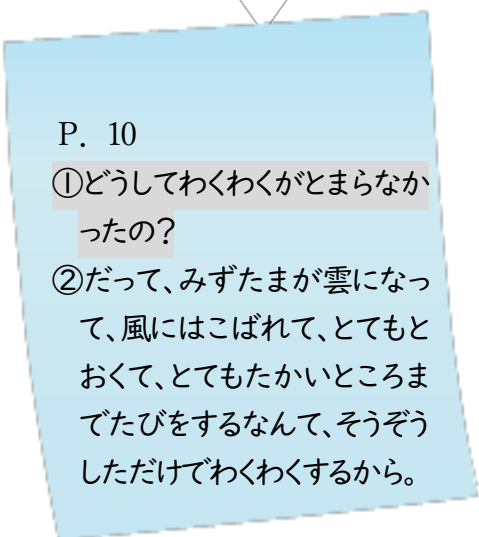 P. 10
①どうしてわくわくがとまらなか
ったの?
②だって、みずたまが雲になっ
て、風にはこばれて、とてもと
おくて、とてもたかいところま
でたびをするなんて、そうぞう
しただけでわくわくするから。